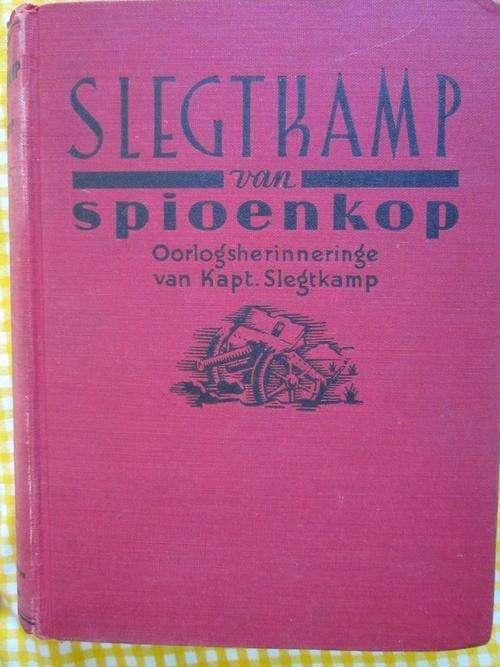 SLEGTKAMP
van
spioenkop
Oorlogsherinneringe
van Kapt. Slegtkamp